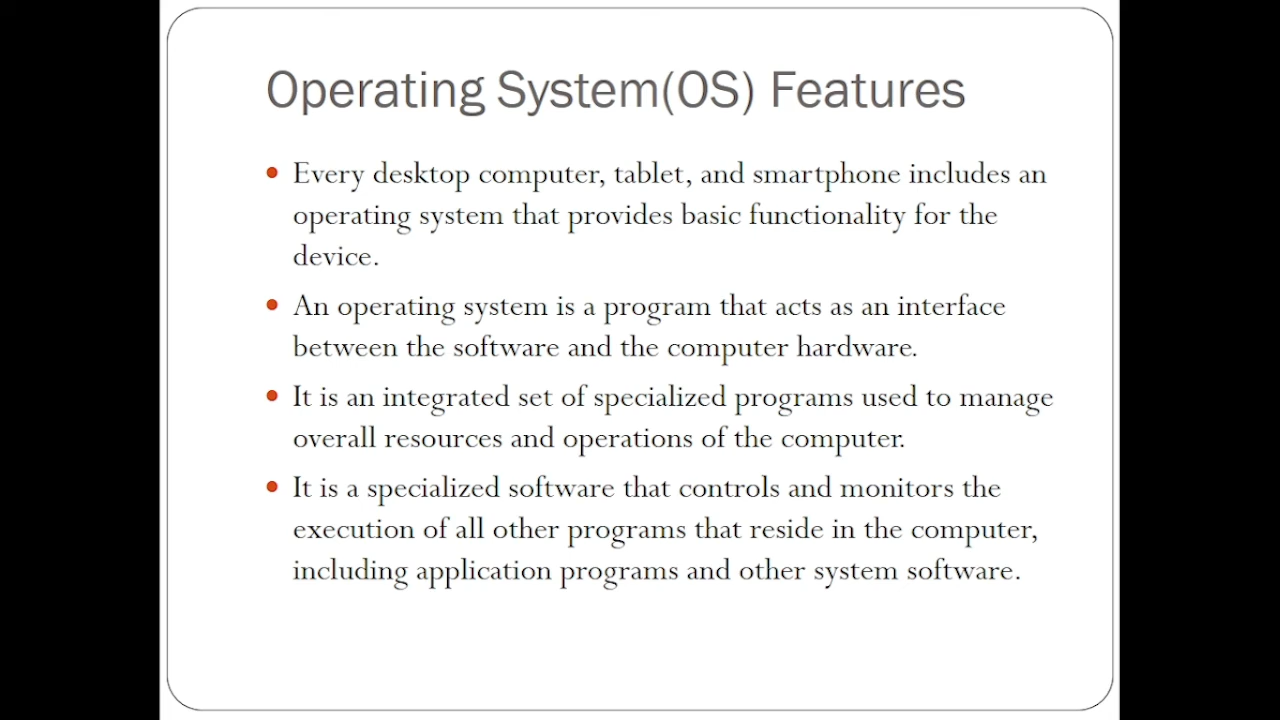 Operating System(OS) Features
Every desktop computer, tablet, and smartphone includes an
operating system that provides basic functionality for the
device.
An operating system is a program that acts as an interface
between the software and the computer hardware.
It is an integrated set of specialized programs used to manage
overall resources and operations of the computer.
It is a specialized software that controls and monitors the
execution of all other programs that reside in the computer,
including application programs and other system software.